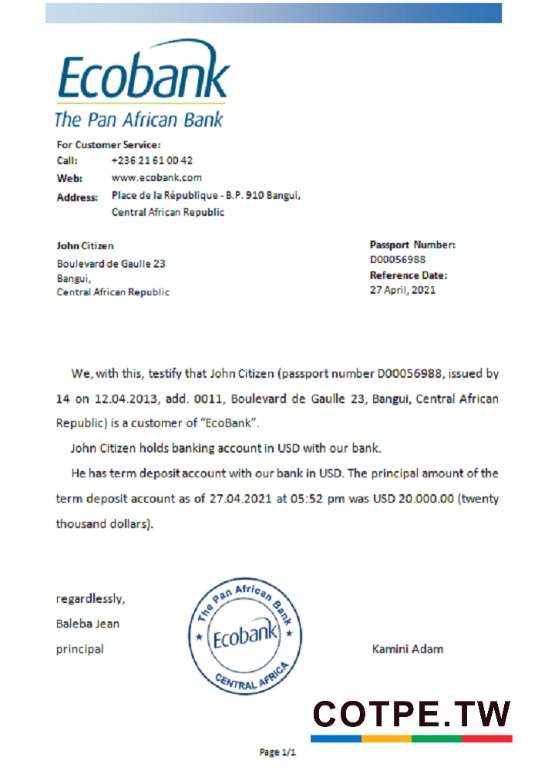 Ecobank
The Pan African Bank
For Customer Service:
Call: +236 21 61 00 42
Web: www.ecobank.com
Address: Place de la République - B.P. 910 Bangui,
Central African Republic
John Citizen
Boulevard de Gaulle 23
Bangui,
Central African Republic
Passport Number:
D00056988
Reference Date:
27 April, 2021
We, with this, testify that John Citizen (passport number D00056988, issued by
14 on 12.04.2013, add. 0011, Boulevard de Gaulle 23, Bangui, Central African
Republic) is a customer of “EcoBank”.
John Citizen holds banking account in USD with our bank.
He has term deposit account with our bank in USD. The principal amount of the
term deposit account as of 27.04.2021 at 05:52 pm was USD 20.000.00 (twenty
thousand dollars).
regardlessly,
Baleba Jean
principal
The Pan African Bank
Ecobank
CENTRAL AFRICA
Kamini Adam
COTPE.TW
Page 1/1